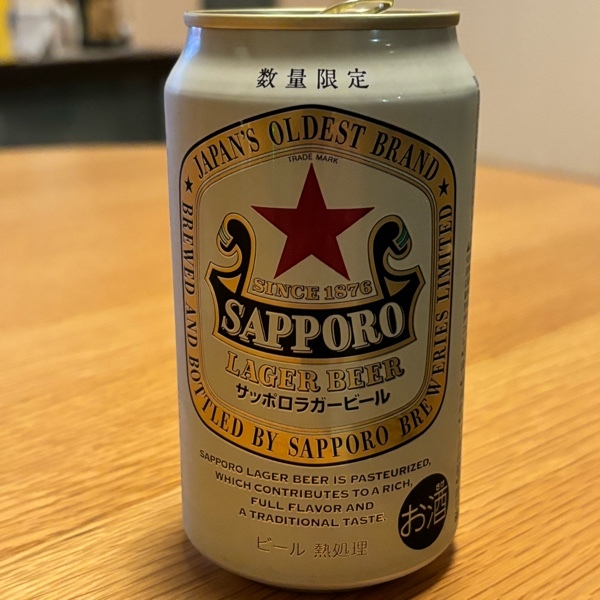 数量限定
JAPAN'S OLDEST BRAND
TRADE MARK
SINCE 1876
SAPPORO
LAGER BEER
サッポロラガービール
BREWED AND BOTTLED BY SAPPORO BREWERIES LIMITED
SAPPORO LAGER BEER IS PASTEURIZED,
WHICH CONTRIBUTES TO A RICH,
FULL FLAVOR AND
A TRADITIONAL TASTE.
お酒
ビール 熱処理